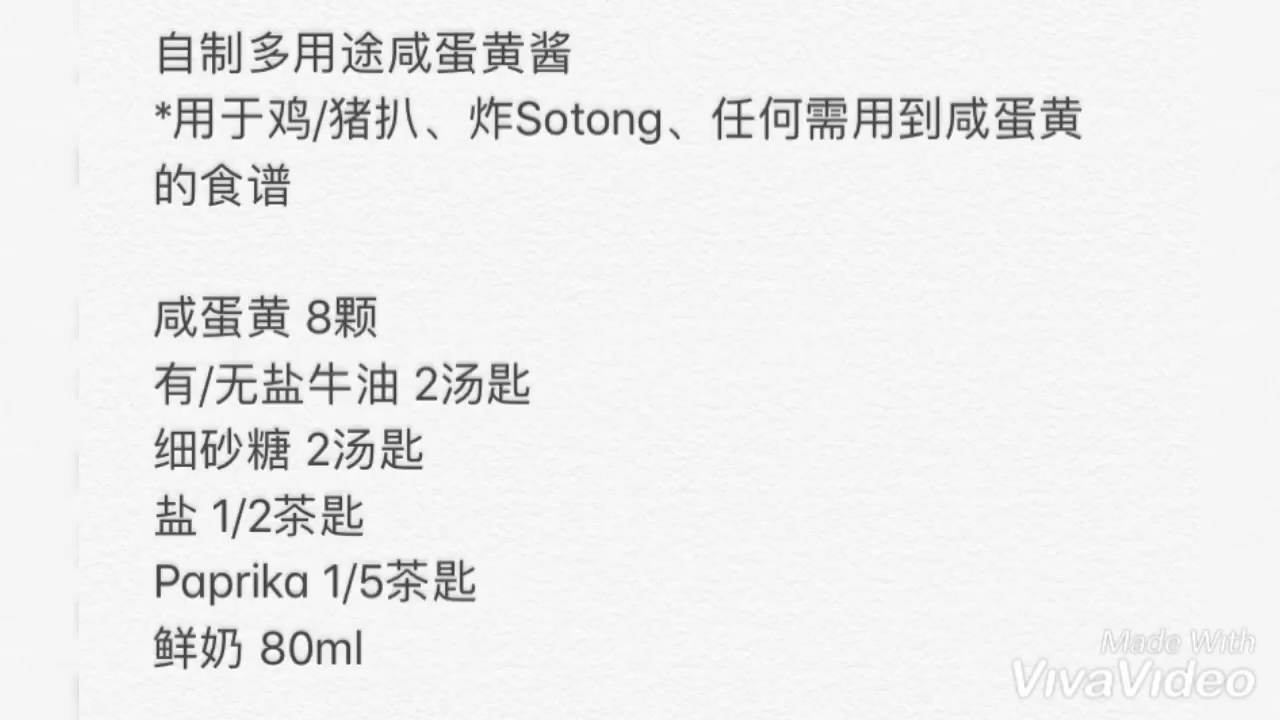 自制多用途咸蛋黄酱
*用于鸡/猪扒、炸Sotong、任何需用到咸蛋黄
的食谱
咸蛋黄 8颗
有/无盐牛油 2汤匙
细砂糖 2汤匙
盐 1/2茶匙
Paprika 1/5茶匙
鲜奶 80ml
Made With
VivaVideo